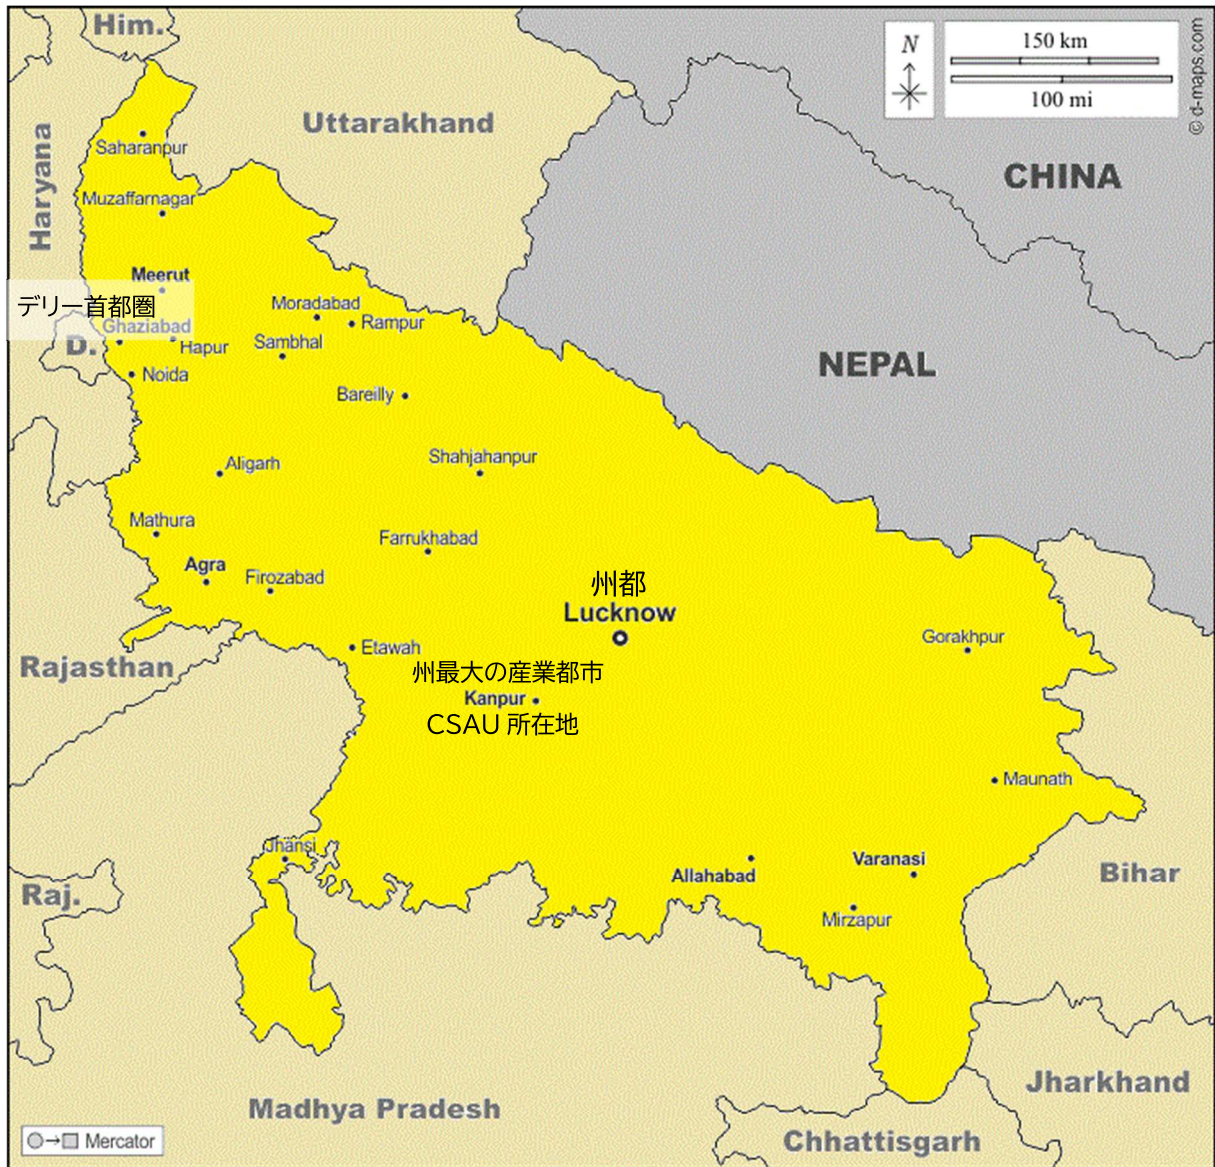 Him.
N
150 km
100 mi
© d-maps.com
Uttarakhand
Haryana
Saharanpur
CHINA
Muzaffarnagar
Meerut
デリー首都圏
Moradabad
Rampur
Ghaziabad
D.
Hapur
Sambhal
Noida
NEPAL
Bareilly
Aligarh
Shahjahanpur
Mathura
Farrukhabad
Agra
Firozabad
州都
Lucknow
Etawah
Gorakhpur
Rajasthan
州最大の産業都市
Kanpur
CSAU 所在地
Maunath
Jhansi
Allahabad
Varanasi
Bihar
Raj.
Mirzapur
Jharkhand
Madhya Pradesh
Mercator
Chhattisgarh